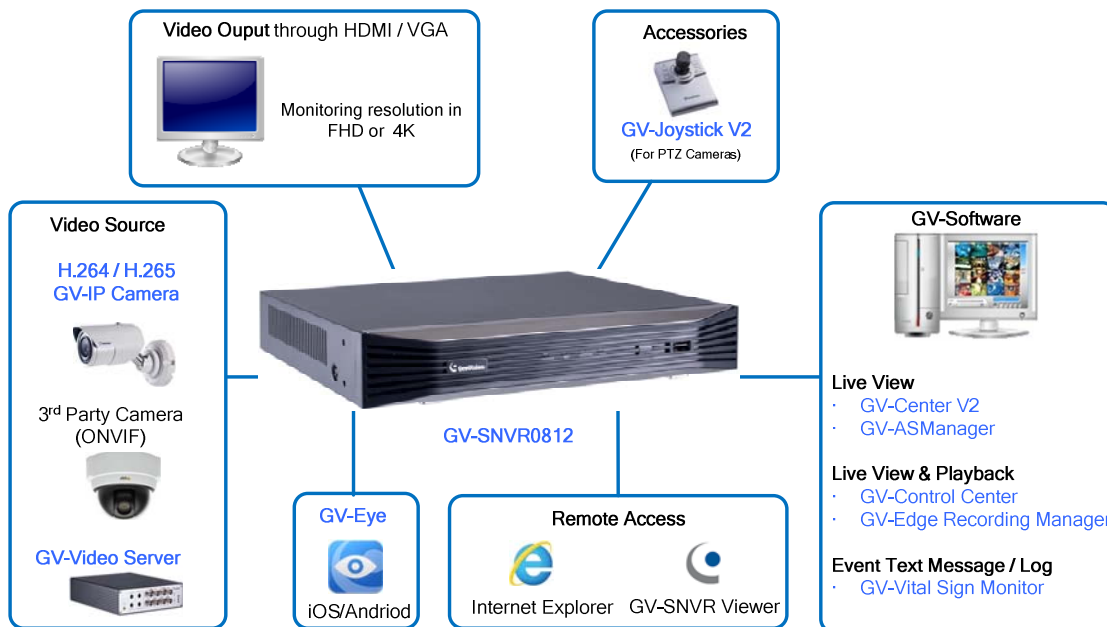 Video Ouput through HDMI / VGA
Monitoring resolution in
FHD or 4K
Accessories
GV-Joystick V2
(For PTZ Cameras)
Video Source
H.264 / H.265
GV-IP Camera
3rd Party Camera
(ONVIF)
GV-Video Server
GeoVision
GV-SNVR0812
GV-Eye
iOS/Andriod
Remote Access
Internet Explorer
GV-SNVR Viewer
GV-Software
Live View
· GV-Center V2
· GV-ASManager
Live View & Playback
· GV-Control Center
· GV-Edge Recording Manager
Event Text Message / Log
· GV-Vital Sign Monitor